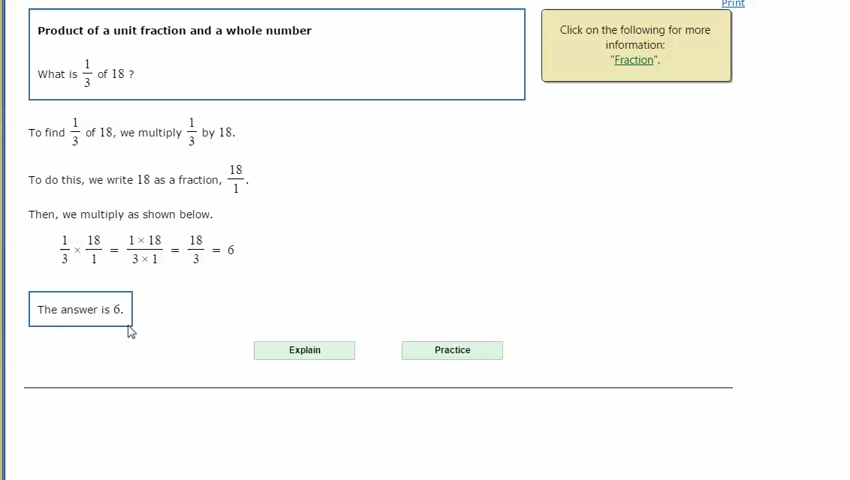 Print
Product of a unit fraction and a whole number
What is 1/3 of 18 ?
Click on the following for more
information:
"Fraction".
To find 1/3 of 18, we multiply 1/3 by 18.
To do this, we write 18 as a fraction, 18/1.
Then, we multiply as shown below.
1/3 × 18/1 = 1 × 18/3 × 1 = 18/3 = 6
The answer is 6.
Explain
Practice